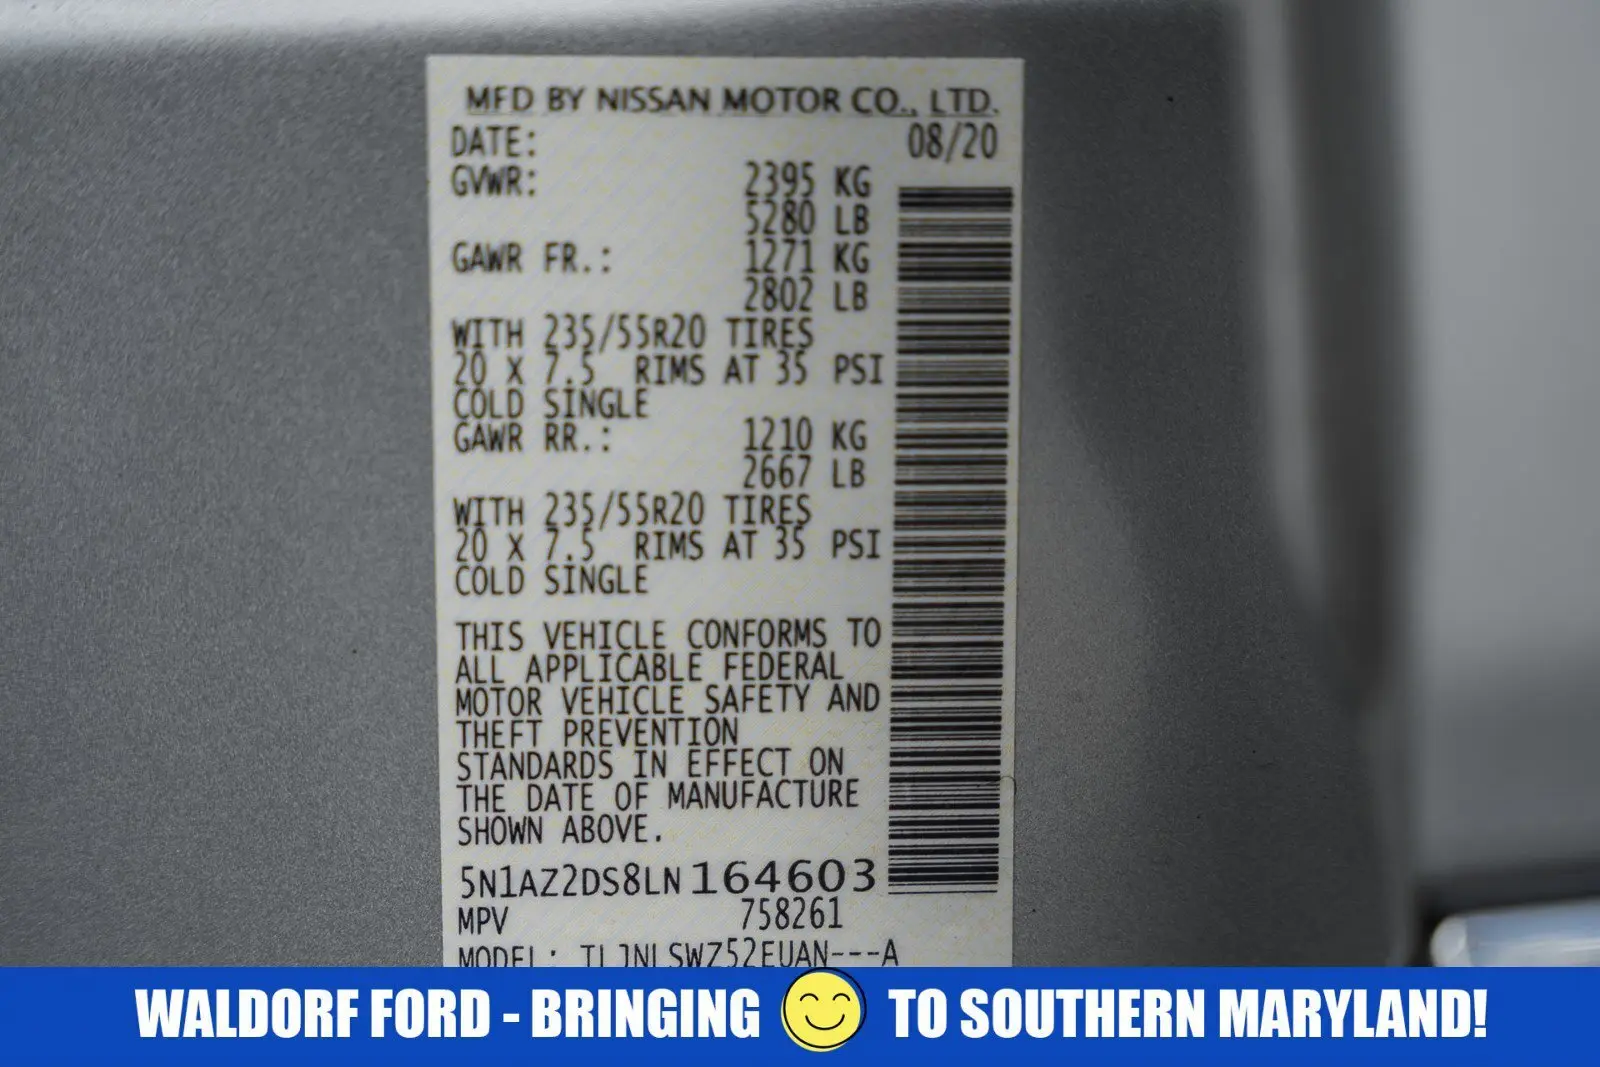 MFD BY NISSAN MOTOR CO., LTD.
DATE: 08/20
GVWR: 2395 KG
5280 LB
GAWR FR.: 1271 KG
2802 LB
WITH 235/55R20 TIRES
20 X 7.5 RIMS AT 35 PSI
COLD SINGLE
GAWR RR.: 1210 KG
2667 LB
WITH 235/55R20 TIRES
20 X 7.5 RIMS AT 35 PSI
COLD SINGLE
THIS VEHICLE CONFORMS TO
ALL APPLICABLE FEDERAL
MOTOR VEHICLE SAFETY AND
THEFT PREVENTION
STANDARDS IN EFFECT ON
THE DATE OF MANUFACTURE
SHOWN ABOVE.
5N1AZ2DS8LN164603
MPV 758261
MODEL:
WALDORF FORD - BRINGING TO SOUTHERN MARYLAND!